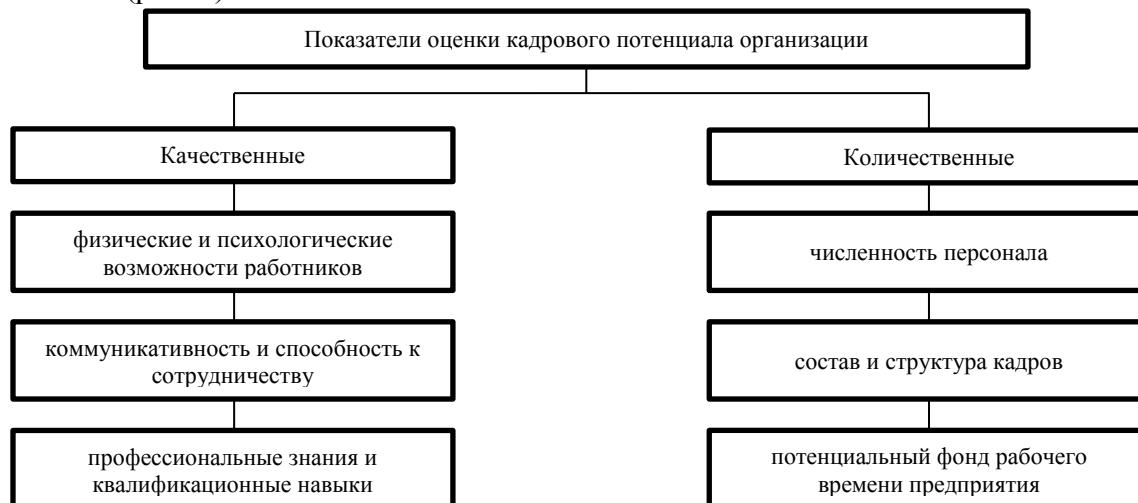 Показатели оценки кадрового потенциала организации
Качественные
Количественные
физические и психологические
возможности работников
численность персонала
коммуникативность и способность к
сотрудничеству
состав и структура кадров
профессиональные знания и
квалификационные навыки
потенциальный фонд рабочего
времени предприятия